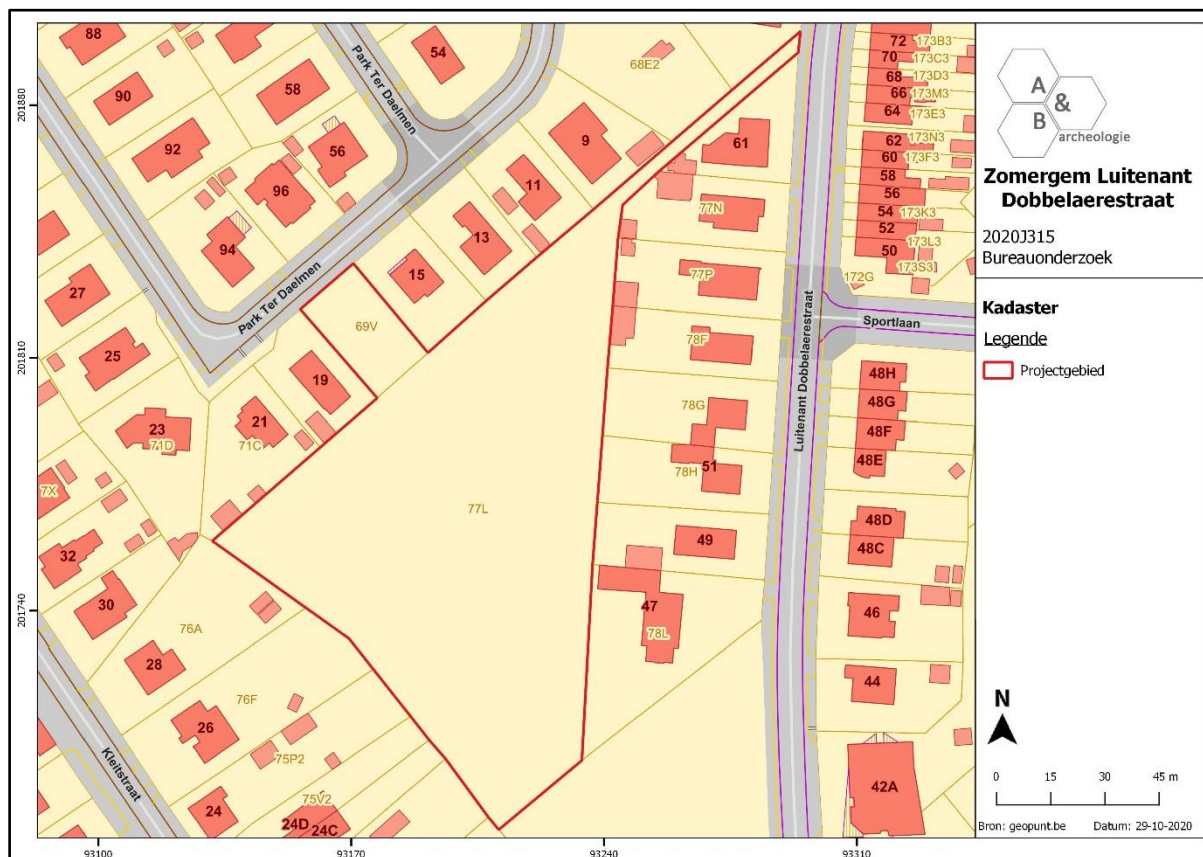 88
90
92
94
96
58
56
54
68E2
9
11
13
15
61
Park Ter Daelmen
Park Ter Daelmen
69V
19
21
71C
23
71D
25
27
7X
32
30
28
26
24
24D
24C
76A
76F
75P2
75V2
Kleitstraat
77L
77N
77P
78F
78G
78H
51
49
47
78L
Luitenant Dobbelaerestraat
Sportlaan
72
173B3
70
173C3
68
173D3
66
173M3
64
173E3
62
173N3
60
173F3
58
56
54
173K3
52
173L3
50
173S3
172G
48H
48G
48F
48E
48D
48C
46
44
42A
201880
201810
201740
93100
93170
93240
93310
A
&
B
archeologie
Zomergem Luitenant
Dobbelaerestraat
2020J315
Bureauonderzoek
Kadaster
Legende
Projectgebied
N
0 15 30 45 m
Bron: geopunt.be Datum: 29-10-2020